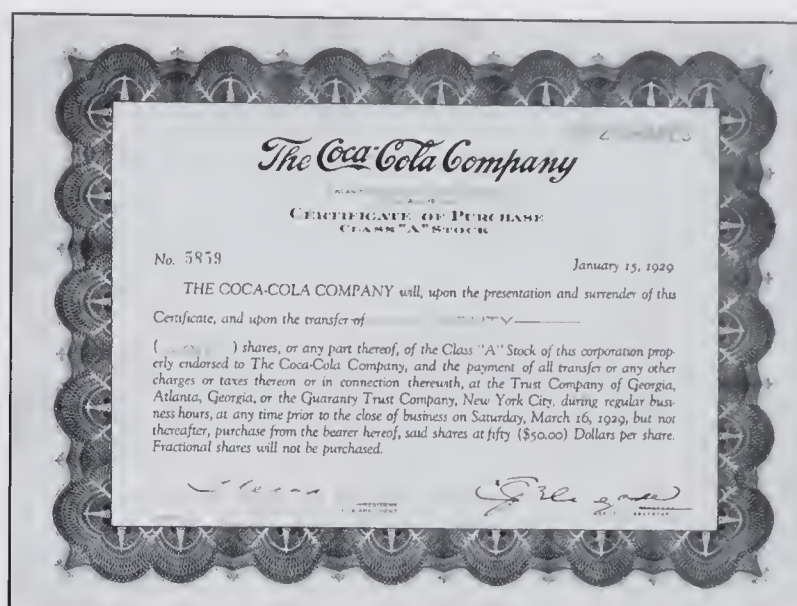 The Coca-Cola Company
CERTIFICATE OF PURCHASE
CLASS "A" STOCK
No. 5859
January 15, 1929
THE COCA-COLA COMPANY will, upon the presentation and surrender of this
Certificate, and upon the transfer of
( ) shares, or any part thereof, of the Class "A" Stock of this corporation prop-
erly endorsed to The Coca-Cola Company, and the payment of all transfer or any other
charges or taxes thereon or in connection therewith, at the Trust Company of Georgia,
Atlanta, Georgia, or the Guaranty Trust Company, New York City, during regular busi-
ness hours, at any time prior to the close of business on Saturday, March 16, 1929, but not
thereafter, purchase from the bearer hereof, said shares at fifty ($50.00) Dollars per share.
Fractional shares will not be purchased.